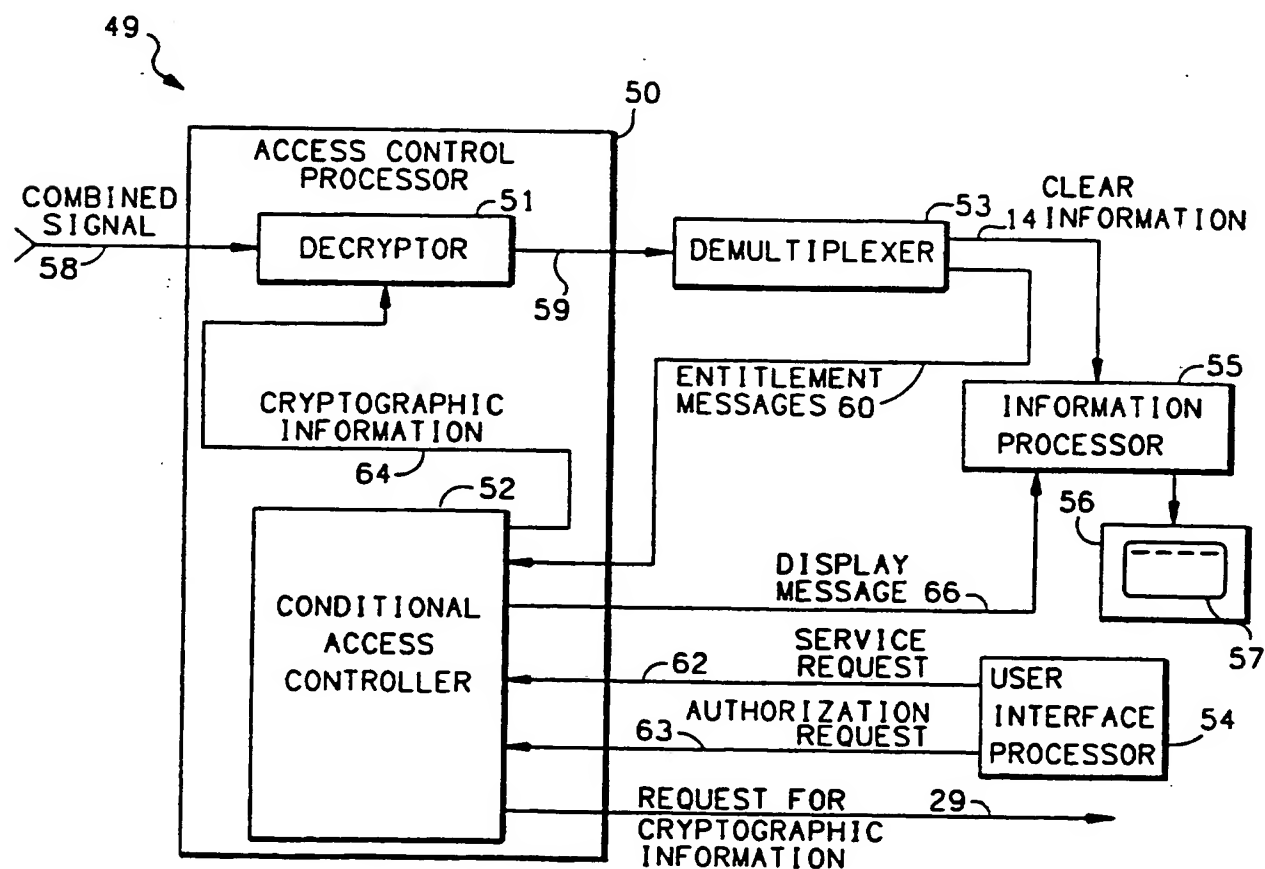 49
50
ACCESS CONTROL
PROCESSOR
COMBINED
SIGNAL
58
51
DECRYPTOR
59
53
DEMULTIPLEXER
CLEAR
14 INFORMATION
ENTITLEMENT
MESSAGES 60
CRYPTOGRAPHIC
INFORMATION
64
55
INFORMATION
PROCESSOR
52
CONDITIONAL
ACCESS
CONTROLLER
56
57
DISPLAY
MESSAGE 66
SERVICE
REQUEST
62
AUTHORIZATION
REQUEST
63
USER
INTERFACE
PROCESSOR
54
REQUEST FOR
CRYPTOGRAPHIC
INFORMATION
29